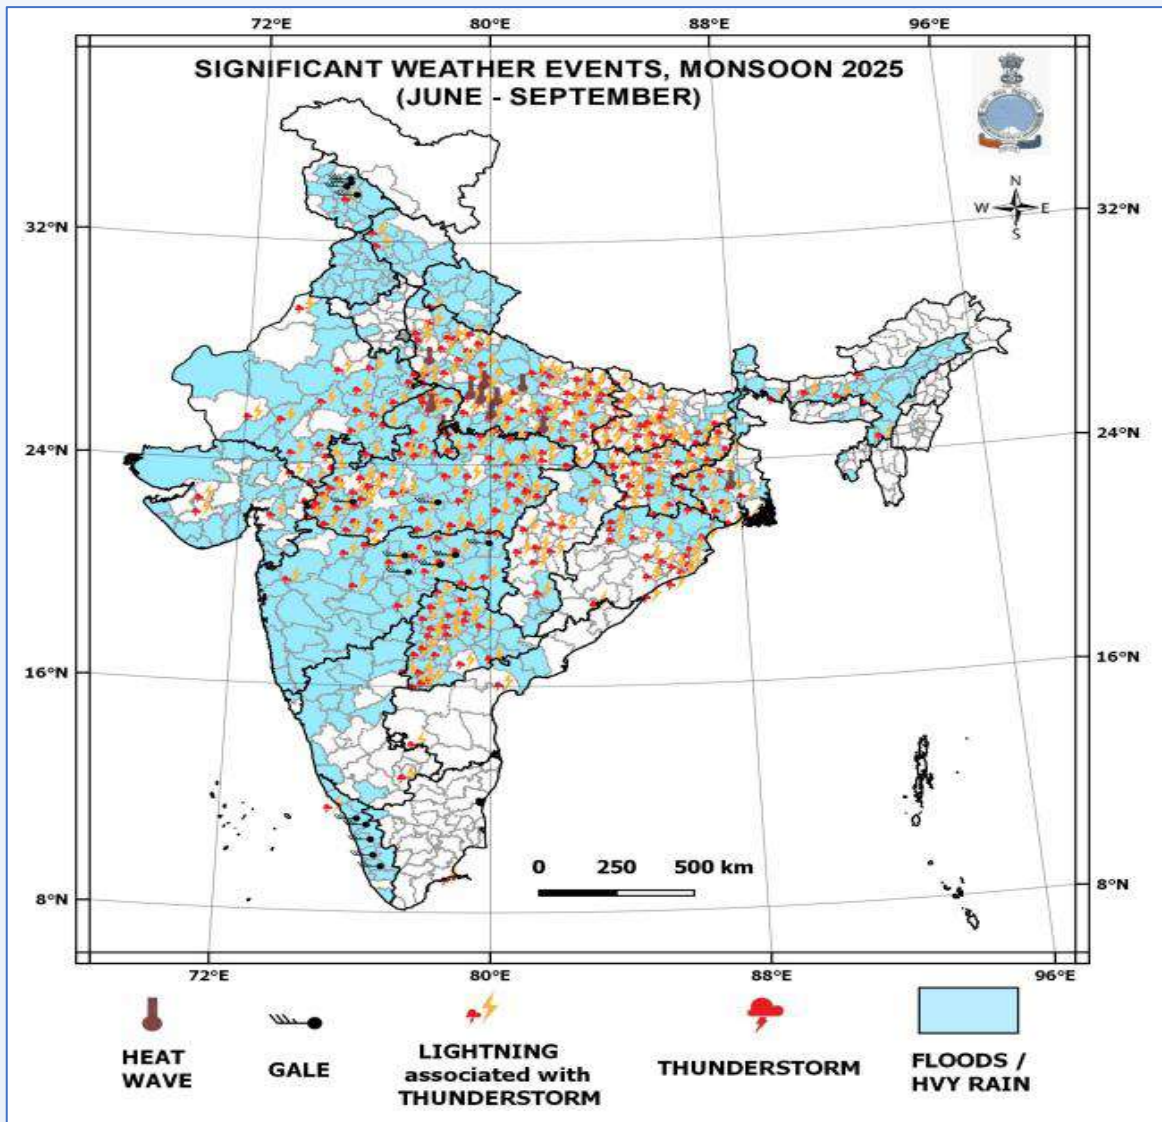 72°E 80°E 88°E 96°E
SIGNIFICANT WEATHER EVENTS, MONSOON 2025
(JUNE - SEPTEMBER)
N
W E
S
32°N 32°N
24°N 24°N
16°N 16°N
0 250 500 km
8°N 8°N
72°E 80°E 88°E 96°E
HEAT
WAVE
GALE
LIGHTNING
associated with
THUNDERSTORM
THUNDERSTORM
FLOODS /
HVY RAIN